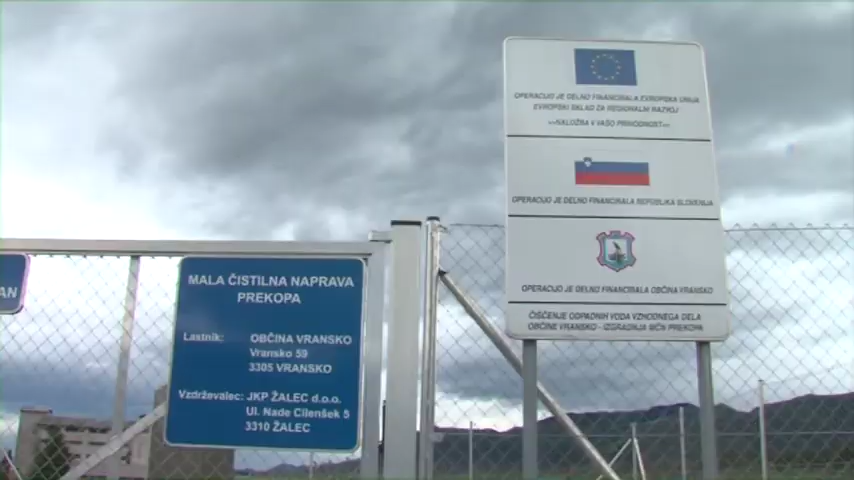 AN
MALA ČISTILNA NAPRAVA
PREKOPA
Lastnik: OBČINA VRANSKO
Vransko 59
3305 VRANSKO
Vzdrževalec: JKP ŽALEC d.o.o.
Ul. Nade Cilenšek 5
3310 ŽALEC
OPERACIJO JE DELNO FINANCIRALA EVROPSKA UNIJA
EVROPSKI SKLAD ZA REGIONALNI RAZVOJ
»»NALOŽBA V VAŠO PRIHODNOST««
OPERACIJO JE DELNO FINANCIRALA REPUBLIKA SLOVENIJA
OPERACIJO JE DELNO FINANCIRALA OBČINA VRANSKO
ČIŠČENJE ODPADNIH VODA VZHODNEGA DELA
OBČINE VRANSKO - IZGRADNJA MČN PREKOPA